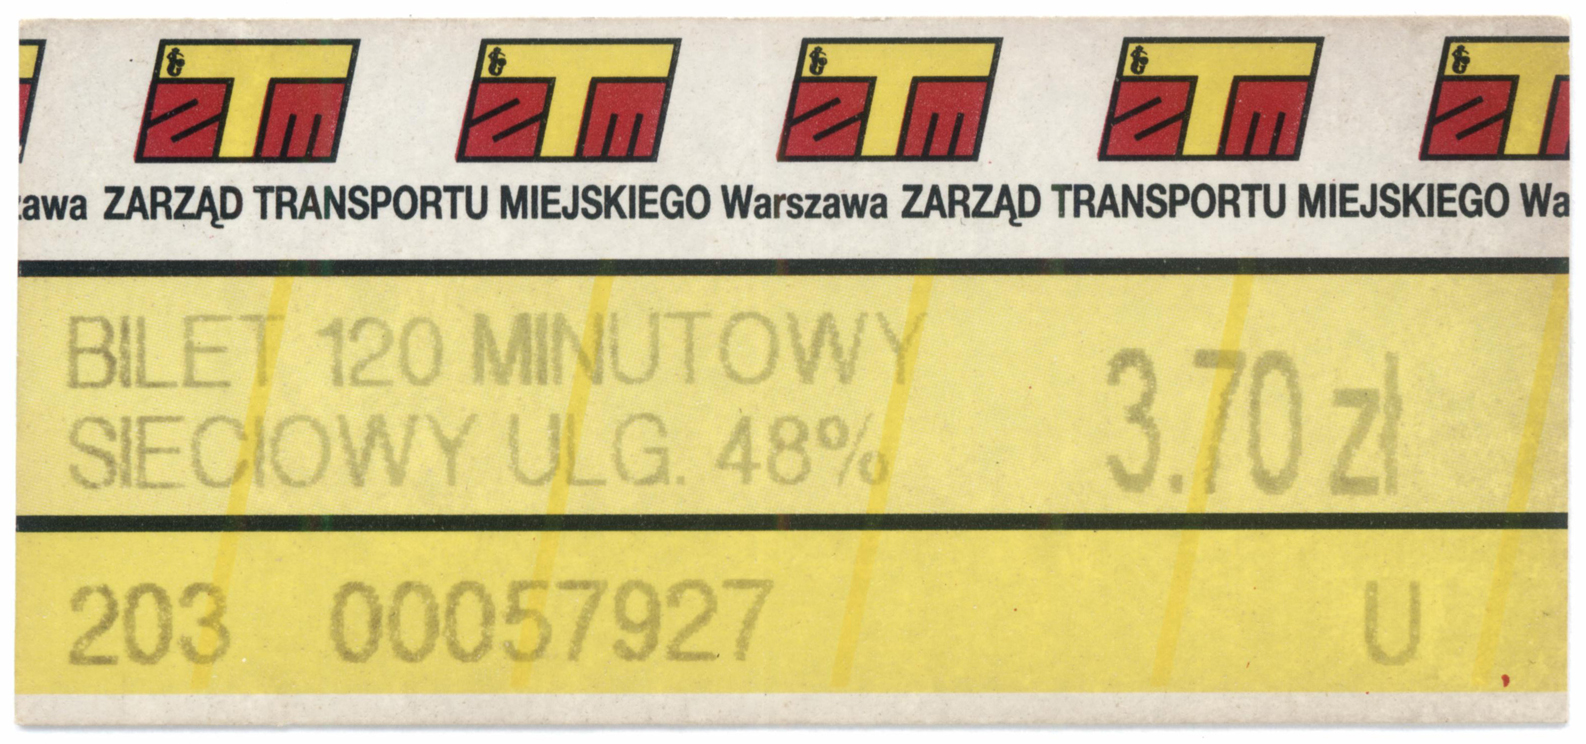 ZTM ZTM ZTM ZTM ZTM
zawa ZARZĄD TRANSPORTU MIEJSKIEGO Warszawa ZARZĄD TRANSPORTU MIEJSKIEGO Wa
BILET 120 MINUTOWY
SIECIOWY ULG. 48%
3.70 zł
203 00057927 U